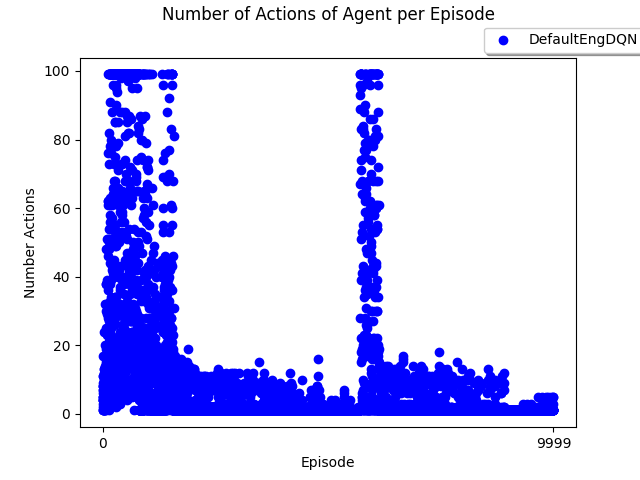 Number of Actions of Agent per Episode
DefaultEngDQN
100
80
60
40
20
0
Number Actions
0
9999
Episode